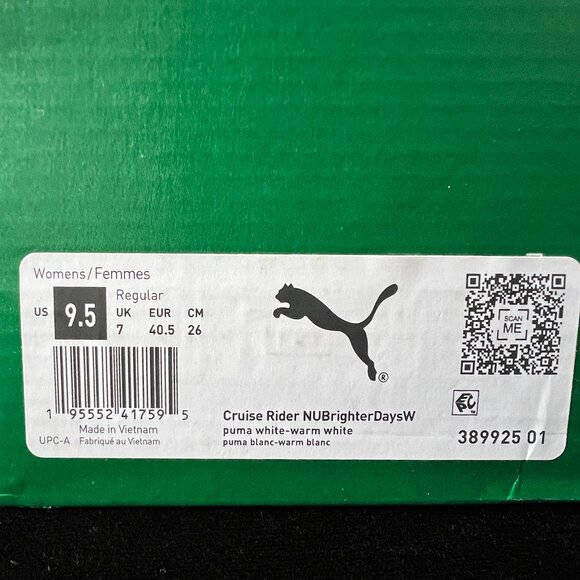 Womens/Femmes
Regular
US 9.5 UK EUR CM
7 40.5 26
1 95552 41759 5
Made in Vietnam
UPC-A Fabriqué au Vietnam
®
Cruise Rider NUBrighterDaysW
puma white-warm white
puma blanc-warm blanc
SCAN
ME
389925 01